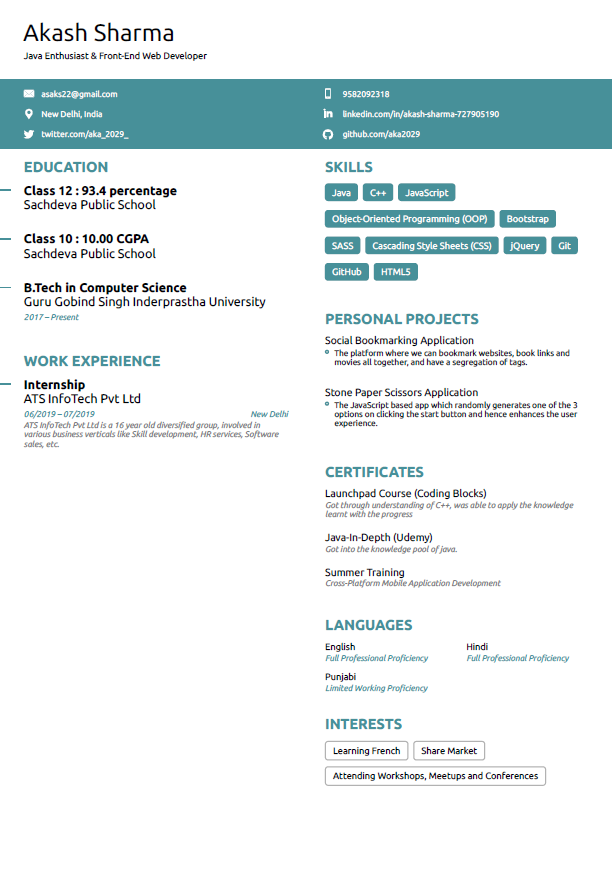 Akash Sharma
Java Enthusiast & Front-End Web Developer
asaks22@gmail.com
9582092318
New Delhi, India
linkedin.com/in/akash-sharma-727905190
twitter.com/aka_2029_
github.com/aka2029
EDUCATION
Class 12 : 93.4 percentage
Sachdeva Public School
Class 10 : 10.00 CGPA
Sachdeva Public School
B.Tech in Computer Science
Guru Gobind Singh Inderprastha University
2017 – Present
WORK EXPERIENCE
Internship
ATS InfoTech Pvt Ltd
06/2019 – 07/2019 New Delhi
ATS InfoTech Pvt Ltd is a 16 year old diversified group, involved in
various business verticals like Skill development, HR services, Software
sales, etc.
SKILLS
Java C++ JavaScript
Object-Oriented Programming (OOP) Bootstrap
SASS Cascading Style Sheets (CSS) jQuery Git
GitHub HTML5
PERSONAL PROJECTS
Social Bookmarking Application
The platform where we can bookmark websites, book links and
movies all together, and have a segregation of tags.
Stone Paper Scissors Application
The JavaScript based app which randomly generates one of the 3
options on clicking the start button and hence enhances the user
experience.
CERTIFICATES
Launchpad Course (Coding Blocks)
Got through understanding of C++, was able to apply the knowledge
learnt with the progress
Java-In-Depth (Udemy)
Got into the knowledge pool of java.
Summer Training
Cross-Platform Mobile Application Development
LANGUAGES
English Hindi
Full Professional Proficiency Full Professional Proficiency
Punjabi
Limited Working Proficiency
INTERESTS
Learning French Share Market
Attending Workshops, Meetups and Conferences